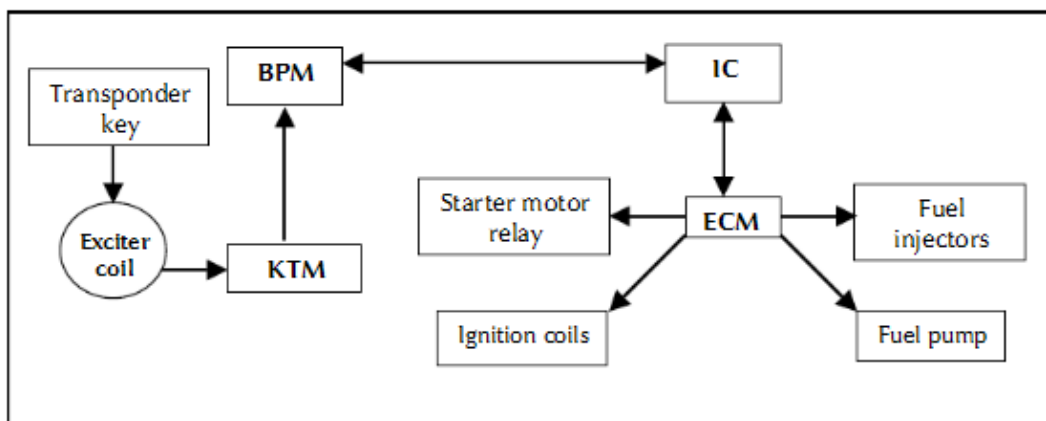 BPM
IC
Transponder
key
Starter motor
relay
ECM
Fuel
injectors
Exciter
coil
KTM
Ignition coils
Fuel pump